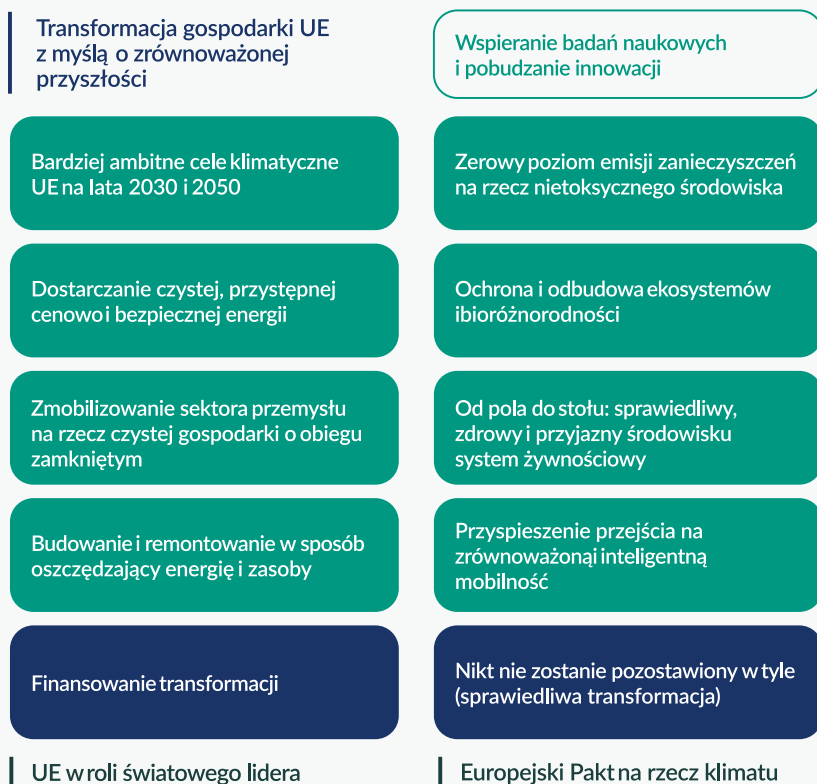 Transformacja gospodarki UE
z myślą o zrównoważonej
przyszłości
Wspieranie badań naukowych
i pobudzanie innowacji
Bardziej ambitne cele klimatyczne
UE na lata 2030 i 2050
Zerowy poziom emisji zanieczyszczeń
na rzecz nietoksycznego środowiska
Dostarczanie czystej, przystępnej
cenowo i bezpiecznej energii
Ochrona i odbudowa ekosystemów
ibioróżnorodności
Zmobilizowanie sektora przemysłu
na rzecz czystej gospodarki o obiegu
zamkniętym
Od pola do stołu: sprawiedliwy,
zdrowy i przyjazny środowisku
system żywnościowy
Budowanie i remontowanie w sposób
oszczędzający energię i zasoby
Przyspieszenie przejścia na
zrównoważonąi inteligentną
mobilność
Finansowanie transformacji
Nikt nie zostanie pozostawiony w tyle
(sprawiedliwa transformacja)
UE w roli światowego lidera
Europejski Pakt na rzecz klimatu